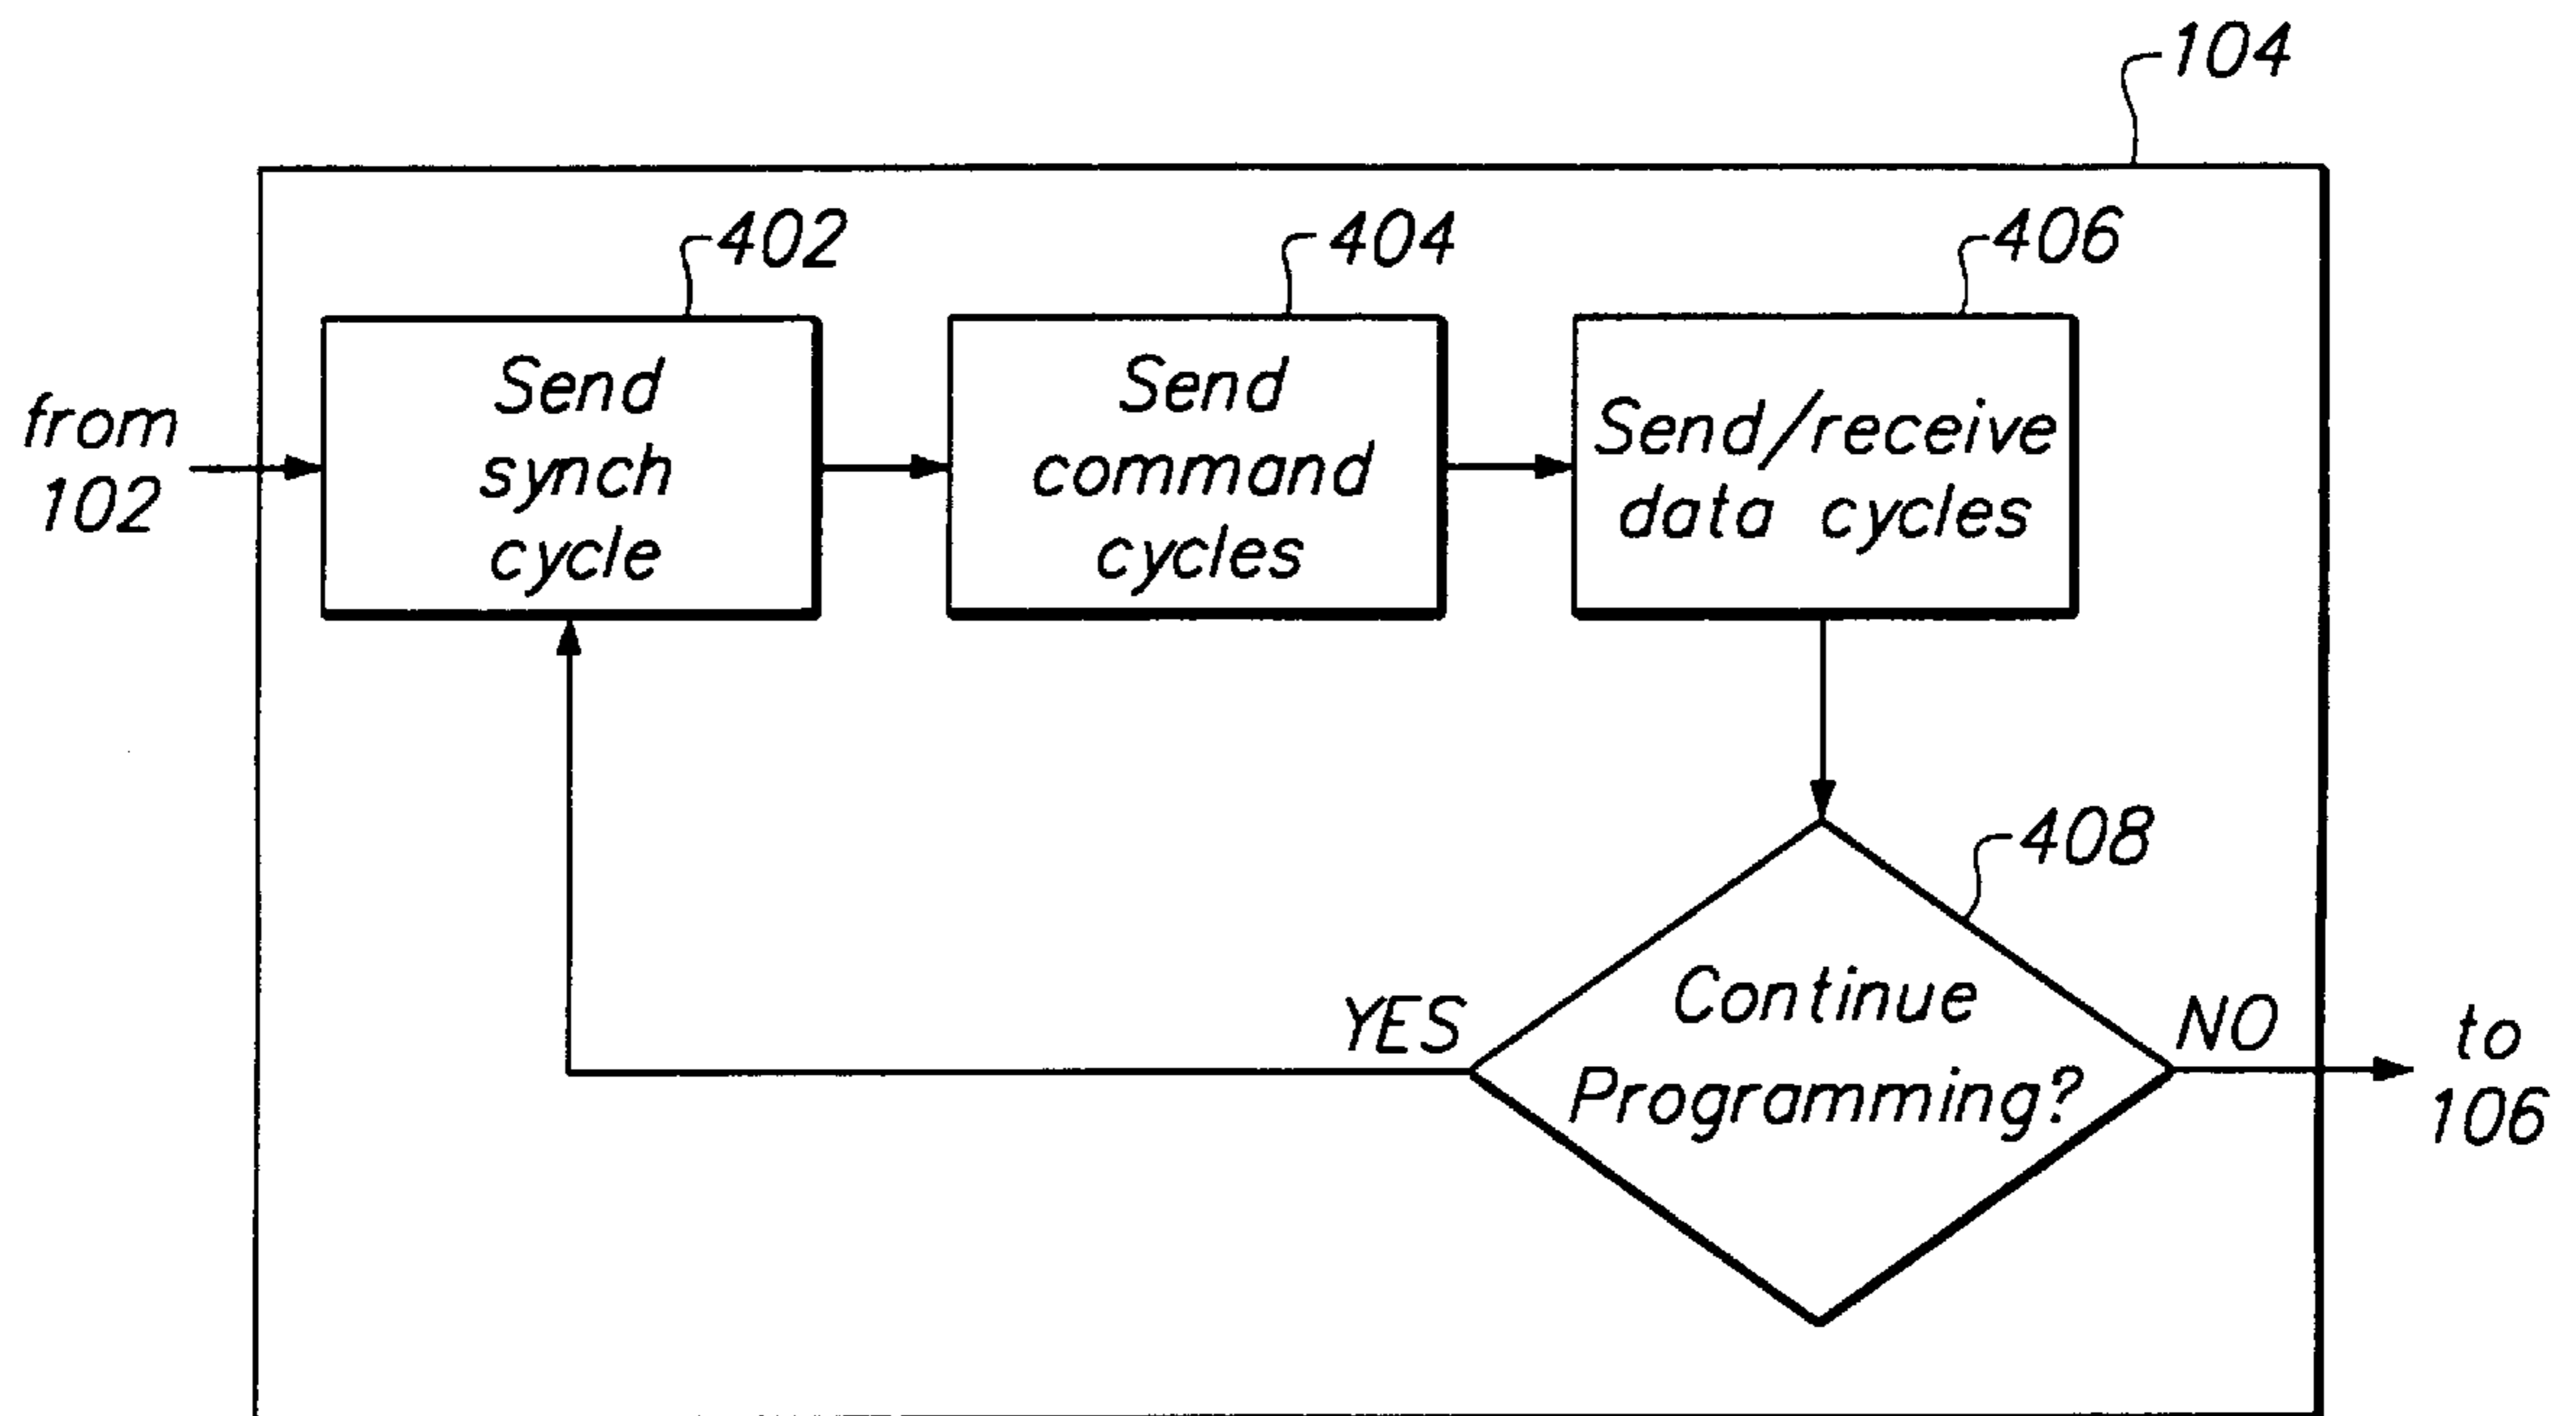 104
402
404
406
from
102
Send
synch
cycle
Send
command
cycles
Send/receive
data cycles
408
Continue
Programming?
YES
NO
to
106